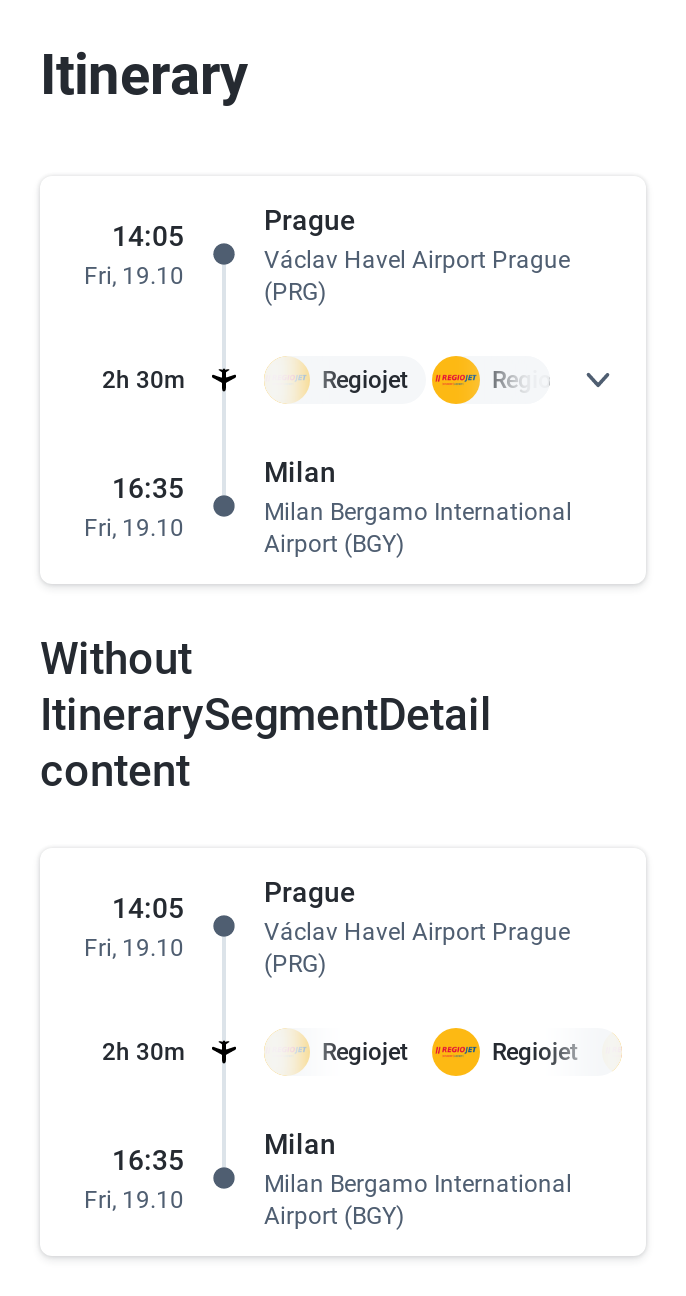 Itinerary
14:05
Fri, 19.10
Prague
Václav Havel Airport Prague
(PRG)
2h 30m
Regiojet
REGIOJET
Regio
16:35
Fri, 19.10
Milan
Milan Bergamo International
Airport (BGY)
Without
ItinerarySegmentDetail
content
14:05
Fri, 19.10
Prague
Václav Havel Airport Prague
(PRG)
2h 30m
Regiojet
REGIOJET
Regiojet
16:35
Fri, 19.10
Milan
Milan Bergamo International
Airport (BGY)